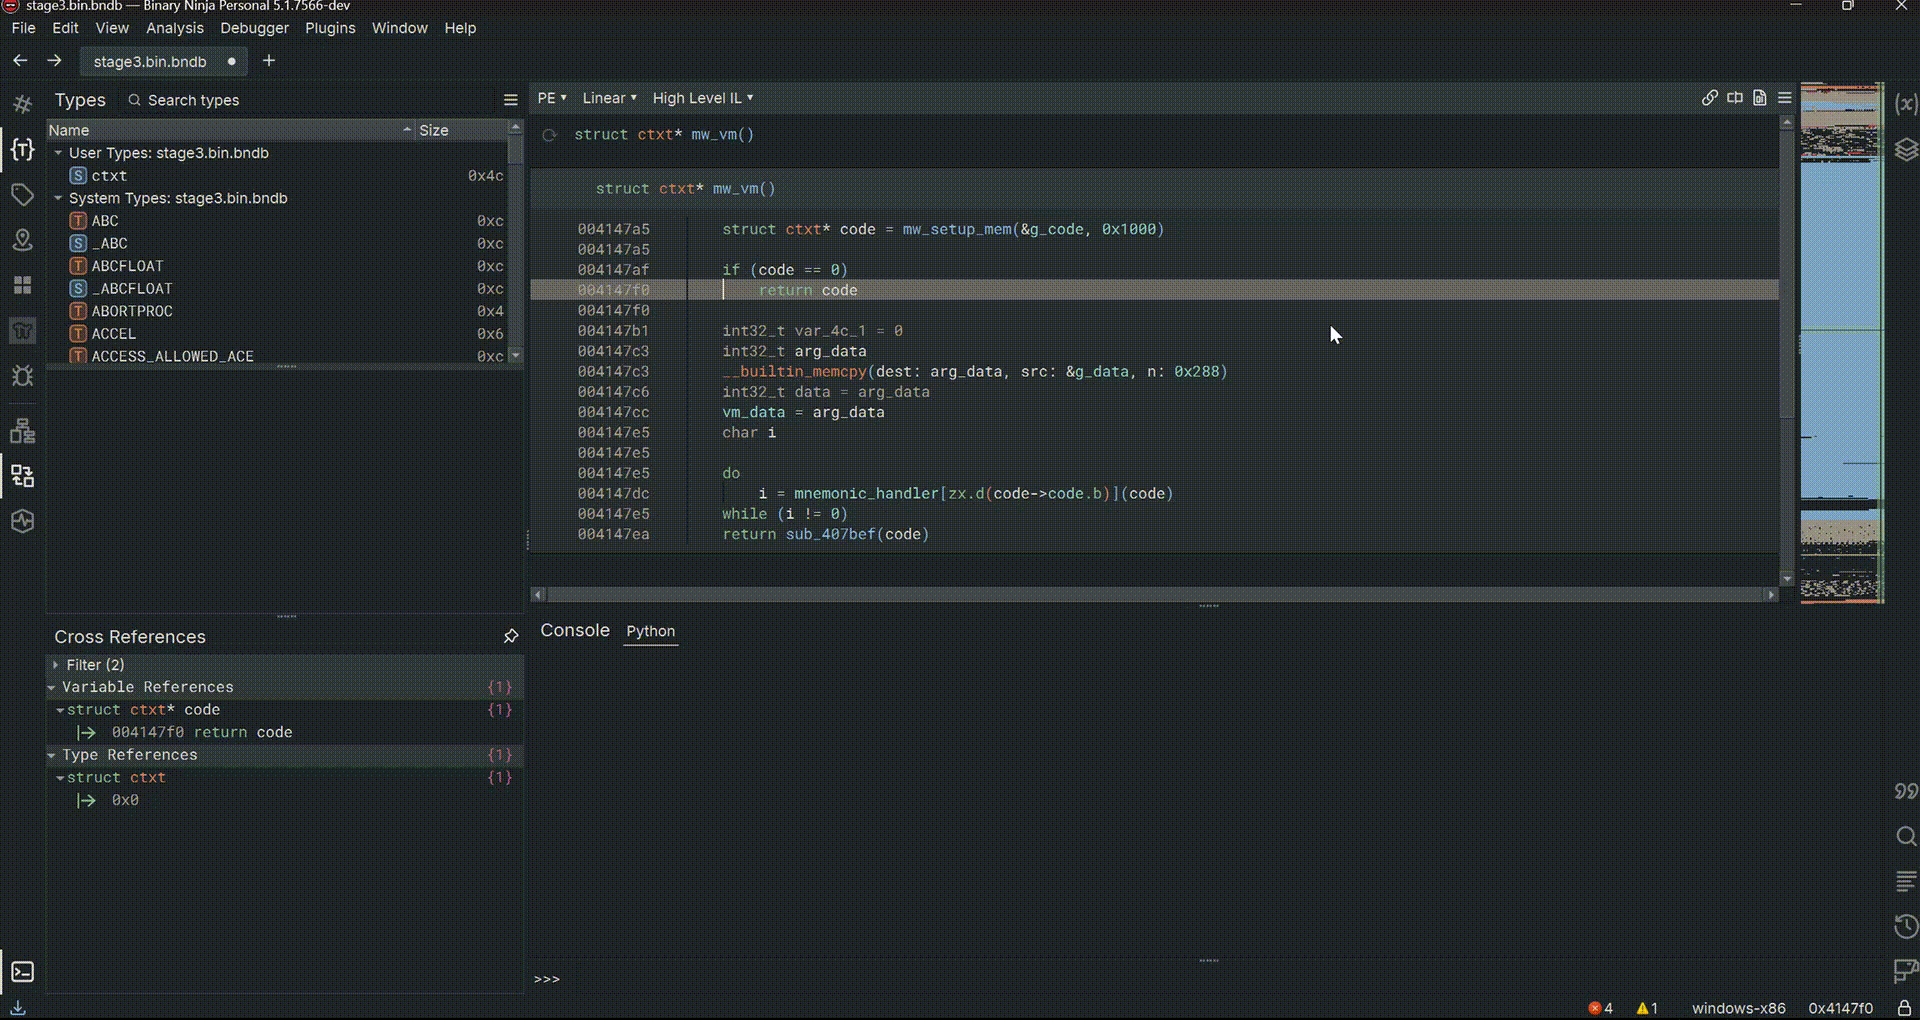 stage3.bin.bndb — Binary Ninja Personal 5.1.7566-dev
File Edit View Analysis Debugger Plugins Window Help
stage3.bin.bndb
Types Search types
Name Size
User Types: stage3.bin.bndb
S ctxt 0x4c
System Types: stage3.bin.bndb
T ABC 0xc
S _ABC 0xc
T ABCFLOAT 0xc
S _ABCFLOAT 0xc
T ABORTPROC 0x4
T ACCEL 0x6
T ACCESS_ALLOWED_ACE 0xc
PE Linear High Level IL
struct ctxt* mw_vm()
struct ctxt* mw_vm()
004147a5 struct ctxt* code = mw_setup_mem(&g_code, 0x1000)
004147a5
004147af if (code == 0)
004147f0 return code
004147f0
004147b1 int32_t var_4c_1 = 0
004147c3 int32_t arg_data
004147c3 __builtin_memcpy(dest: arg_data, src: &g_data, n: 0x288)
004147c6 int32_t data = arg_data
004147cc vm_data = arg_data
004147e5 char i
004147e5
004147e5 do
004147dc i = mnemonic_handler[zx.d(code->code.b)](code)
004147e5 while (i != 0)
004147ea return sub_407bef(code)
Cross References
Filter (2)
Variable References {1}
struct ctxt* code {1}
004147f0 return code
Type References {1}
struct ctxt {1}
0x0
Console Python
>>>
4 1 windows-x86 0x4147f0